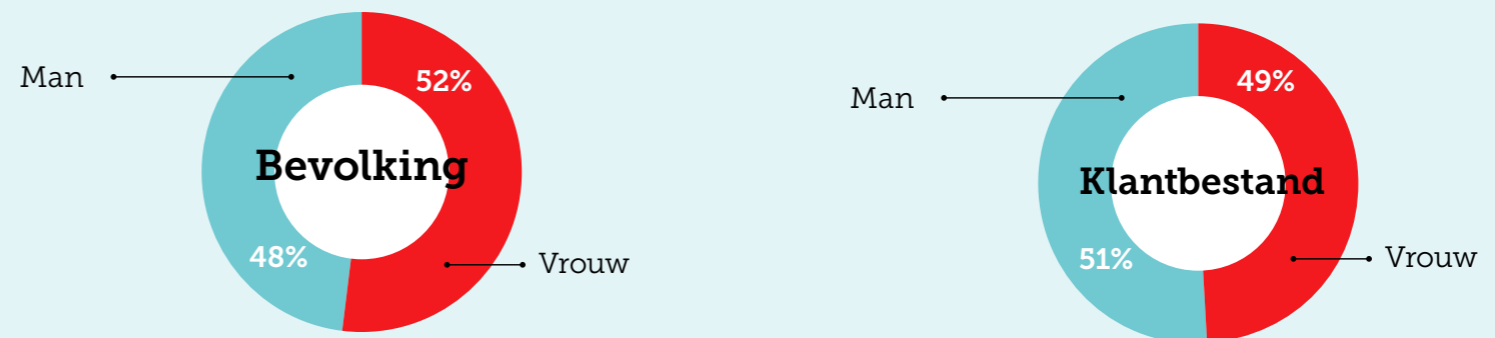 Man
52%
Bevolking
48%
Vrouw
Man
49%
Klantbestand
51%
Vrouw